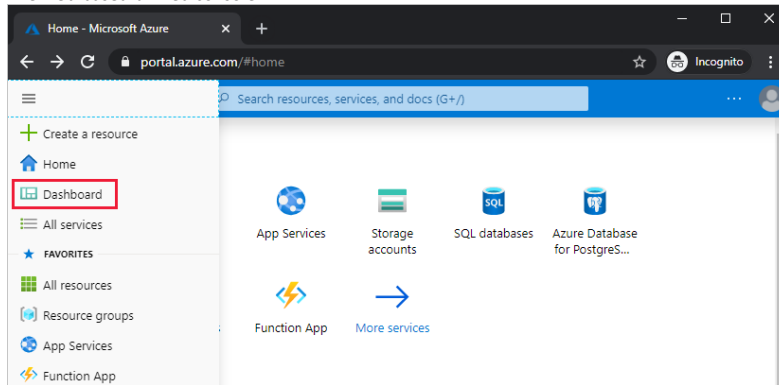 Home - Microsoft Azure
portal.azure.com/#home
Incognito
Search resources, services, and docs (G+/)
Create a resource
Home
Dashboard
All services
FAVORITES
All resources
Resource groups
App Services
Function App
App Services
Storage accounts
SQL
SQL databases
Azure Database for PostgreS...
Function App
More services